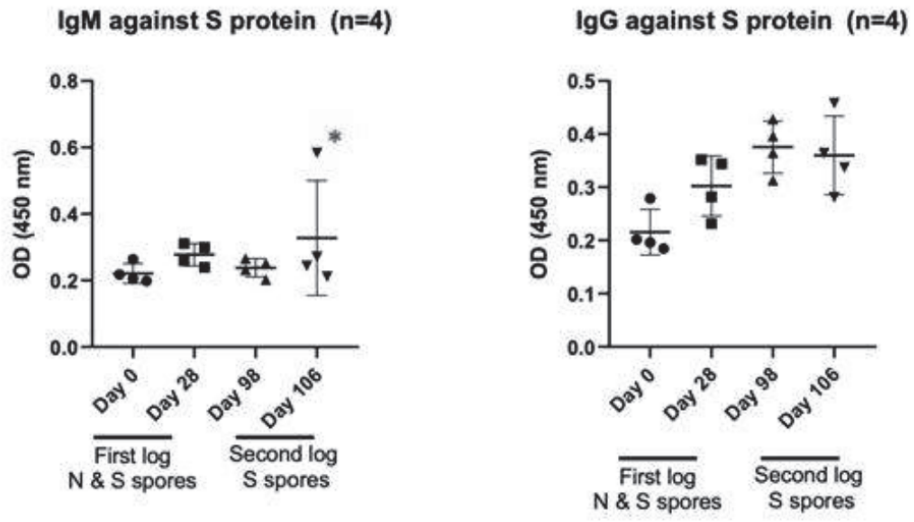 IgM against S protein (n=4)
OD (450 nm)
0.8
0.6
0.4
0.2
0.0
*
Day 0
Day 28
Day 98
Day 106
First log
N & S spores
Second log
S spores
IgG against S protein (n=4)
OD (450 nm)
0.5
0.4
0.3
0.2
0.1
0.0
Day 0
Day 28
Day 98
Day 106
First log
N & S spores
Second log
S spores